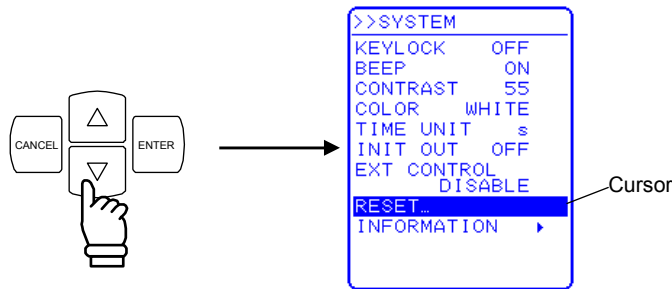 CANCEL
ENTER
>>SYSTEM
KEYLOCK OFF
BEEP ON
CONTRAST 55
COLOR WHITE
TIME UNIT s
INIT OUT OFF
EXT CONTROL
DISABLE
RESET…
INFORMATION
Cursor